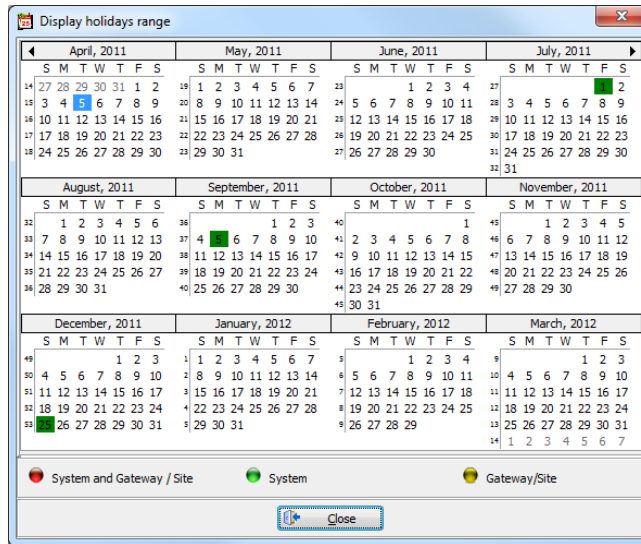 Display holidays range
April, 2011 May, 2011 June, 2011 July, 2011
S M T W T F S S M T W T F S S M T W T F S S M T W T F S
14 27 28 29 30 31 1 2 19 1 2 3 4 5 6 7 23 1 2 3 4 27 1 2
15 3 4 5 6 7 8 9 20 8 9 10 11 12 13 14 24 5 6 7 8 9 10 11 28 3 4 5 6 7 8 9
16 10 11 12 13 14 15 16 21 15 16 17 18 19 20 21 25 12 13 14 15 16 17 18 29 10 11 12 13 14 15 16
17 17 18 19 20 21 22 23 22 22 23 24 25 26 27 28 26 19 20 21 22 23 24 25 30 17 18 19 20 21 22 23
18 24 25 26 27 28 29 30 23 29 30 31 27 26 27 28 29 30 31 24 25 26 27 28 29 30
32 31
August, 2011 September, 2011 October, 2011 November, 2011
S M T W T F S S M T W T F S S M T W T F S S M T W T F S
32 1 2 3 4 5 6 36 1 2 3 40 1 45 1 2 3 4 5
33 7 8 9 10 11 12 13 37 4 5 6 7 8 9 10 41 2 3 4 5 6 7 8 46 6 7 8 9 10 11 12
34 14 15 16 17 18 19 20 38 11 12 13 14 15 16 17 42 9 10 11 12 13 14 15 47 13 14 15 16 17 18 19
35 21 22 23 24 25 26 27 39 18 19 20 21 22 23 24 43 16 17 18 19 20 21 22 48 20 21 22 23 24 25 26
36 28 29 30 31 40 25 26 27 28 29 30 44 23 24 25 26 27 28 29 49 27 28 29 30
45 30 31
December, 2011 January, 2012 February, 2012 March, 2012
S M T W T F S S M T W T F S S M T W T F S S M T W T F S
49 1 2 3 1 1 2 3 4 5 6 7 5 1 2 3 4 9 1 2 3
50 4 5 6 7 8 9 10 2 8 9 10 11 12 13 14 6 5 6 7 8 9 10 11 10 4 5 6 7 8 9 10
51 11 12 13 14 15 16 17 3 15 16 17 18 19 20 21 7 12 13 14 15 16 17 18 11 11 12 13 14 15 16 17
52 18 19 20 21 22 23 24 4 22 23 24 25 26 27 28 8 19 20 21 22 23 24 25 12 18 19 20 21 22 23 24
53 25 26 27 28 29 30 31 5 29 30 31 9 26 27 28 29 13 25 26 27 28 29 30 31
14 1 2 3 4 5 6 7
System and Gateway / Site System Gateway/Site
Close